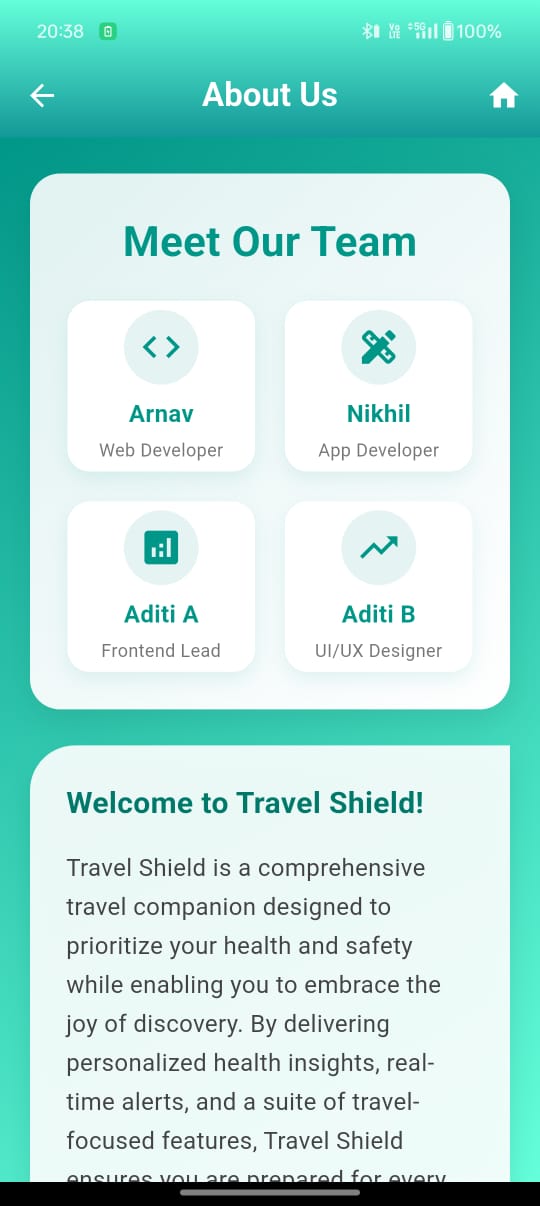 20:38 Vo LTE 5G 100%
About Us
Meet Our Team
Arnav Nikhil
Web Developer App Developer
Aditi A Aditi B
Frontend Lead UI/UX Designer
Welcome to Travel Shield!
Travel Shield is a comprehensive
travel companion designed to
prioritize your health and safety
while enabling you to embrace the
joy of discovery. By delivering
personalized health insights, real-
time alerts, and a suite of travel-
focused features, Travel Shield
ensures you are prepared for every